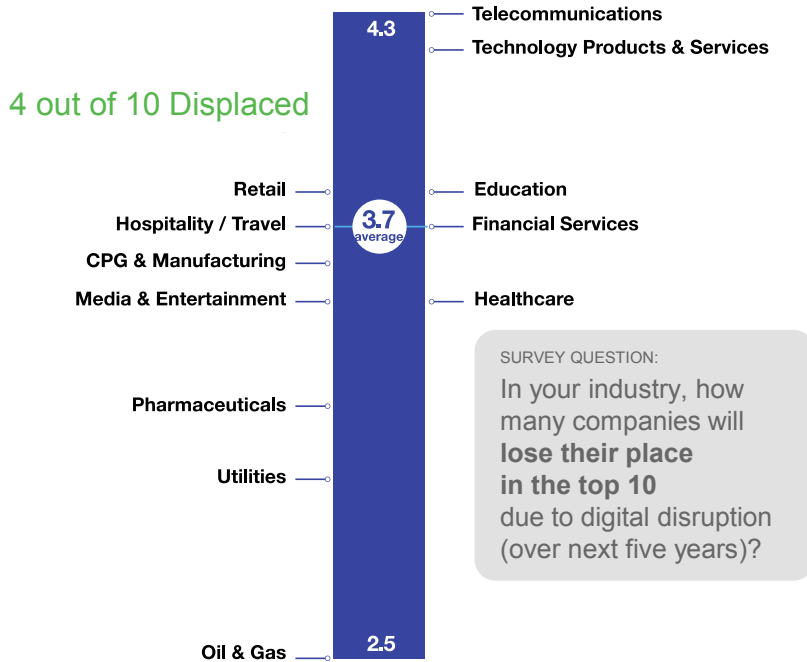 Telecommunications
4.3
Technology Products & Services
4 out of 10 Displaced
Retail
Education
Hospitality / Travel
3.7
average
Financial Services
CPG & Manufacturing
Media & Entertainment
Healthcare
SURVEY QUESTION:
In your industry, how
many companies will
lose their place
in the top 10
due to digital disruption
(over next five years)?
Pharmaceuticals
Utilities
2.5
Oil & Gas